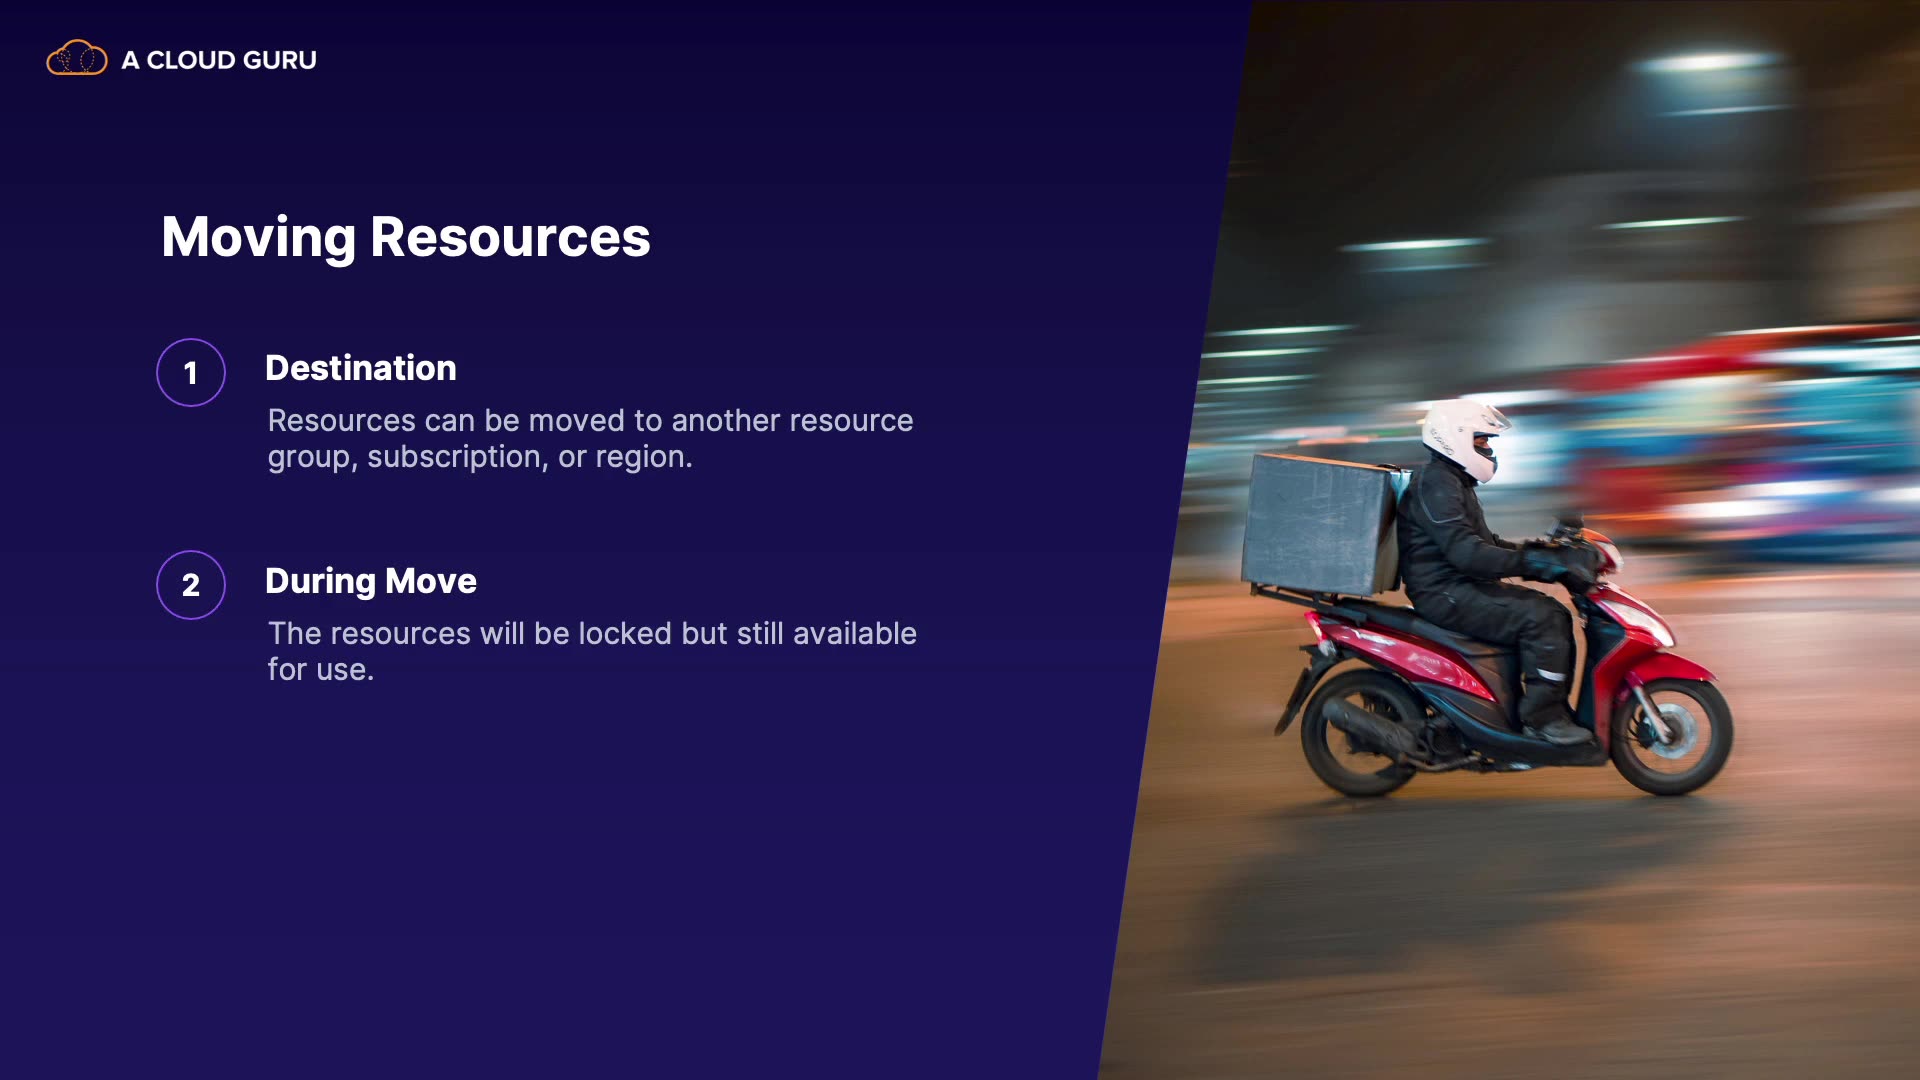 A CLOUD GURU
Moving Resources
1
Destination
Resources can be moved to another resource
group, subscription, or region.
2
During Move
The resources will be locked but still available
for use.